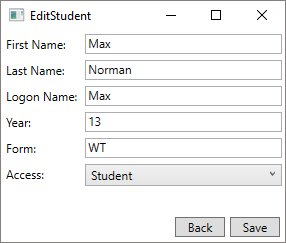 EditStudent
First Name: Max
Last Name: Norman
Logon Name: Max
Year: 13
Form: WT
Access: Student
Back Save